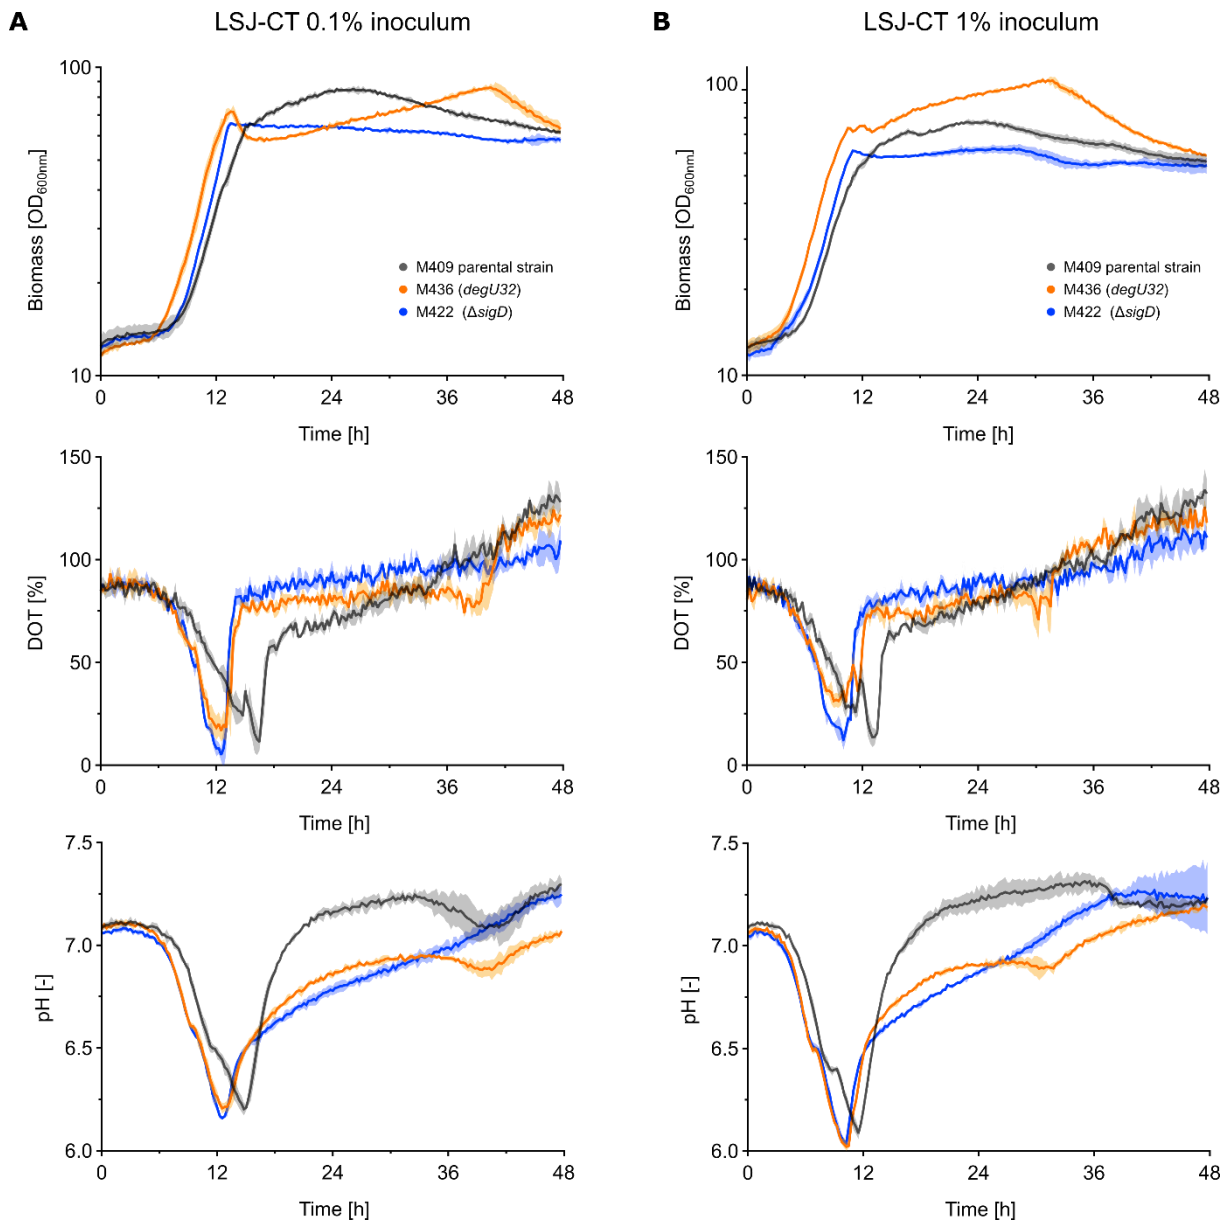 A
LSJ-CT 0.1% inoculum
B
LSJ-CT 1% inoculum
100
10
Biomass [OD600nm]
M409 parental strain
M436 (degU32)
M422 (ΔsigD)
0 12 24 36 48
Time [h]
100
10
Biomass [OD600nm]
M409 parental strain
M436 (degU32)
M422 (ΔsigD)
0 12 24 36 48
Time [h]
150
100
50
0
DOT [%]
0 12 24 36 48
Time [h]
150
100
50
0
DOT [%]
0 12 24 36 48
Time [h]
7.5
7.0
6.5
6.0
pH [-]
0 12 24 36 48
Time [h]
7.5
7.0
6.5
6.0
pH [-]
0 12 24 36 48
Time [h]